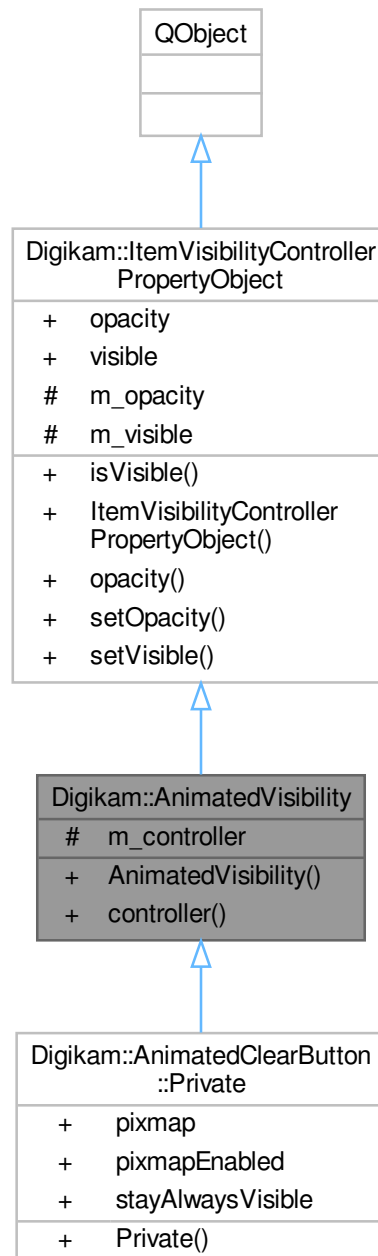 QObject
Digikam::ItemVisibilityController
PropertyObject
+ opacity
+ visible
# m_opacity
# m_visible
+ isVisible()
+ ItemVisibilityController
PropertyObject()
+ opacity()
+ setOpacity()
+ setVisible()
Digikam::AnimatedVisibility
# m_controller
+ AnimatedVisibility()
+ controller()
Digikam::AnimatedClearButton
::Private
+ pixmap
+ pixmapEnabled
+ stayAlwaysVisible
+ Private()